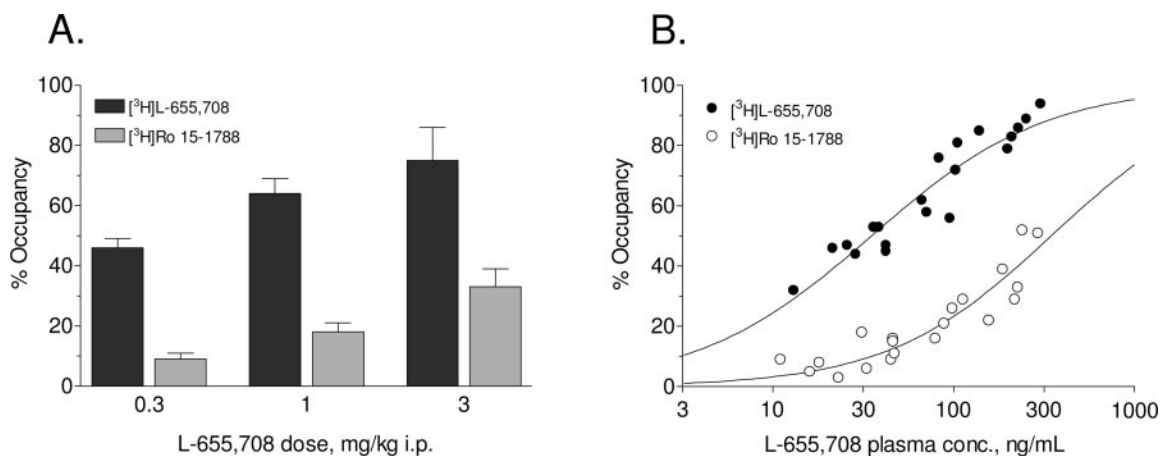 A.
100
80
60
40
20
0
% Occupancy
[³H]L-655,708
[³H]Ro 15-1788
0.3 1 3
L-655,708 dose, mg/kg i.p.
B.
100
80
60
40
20
0
% Occupancy
[³H]L-655,708
[³H]Ro 15-1788
3 10 30 100 300 1000
L-655,708 plasma conc., ng/mL